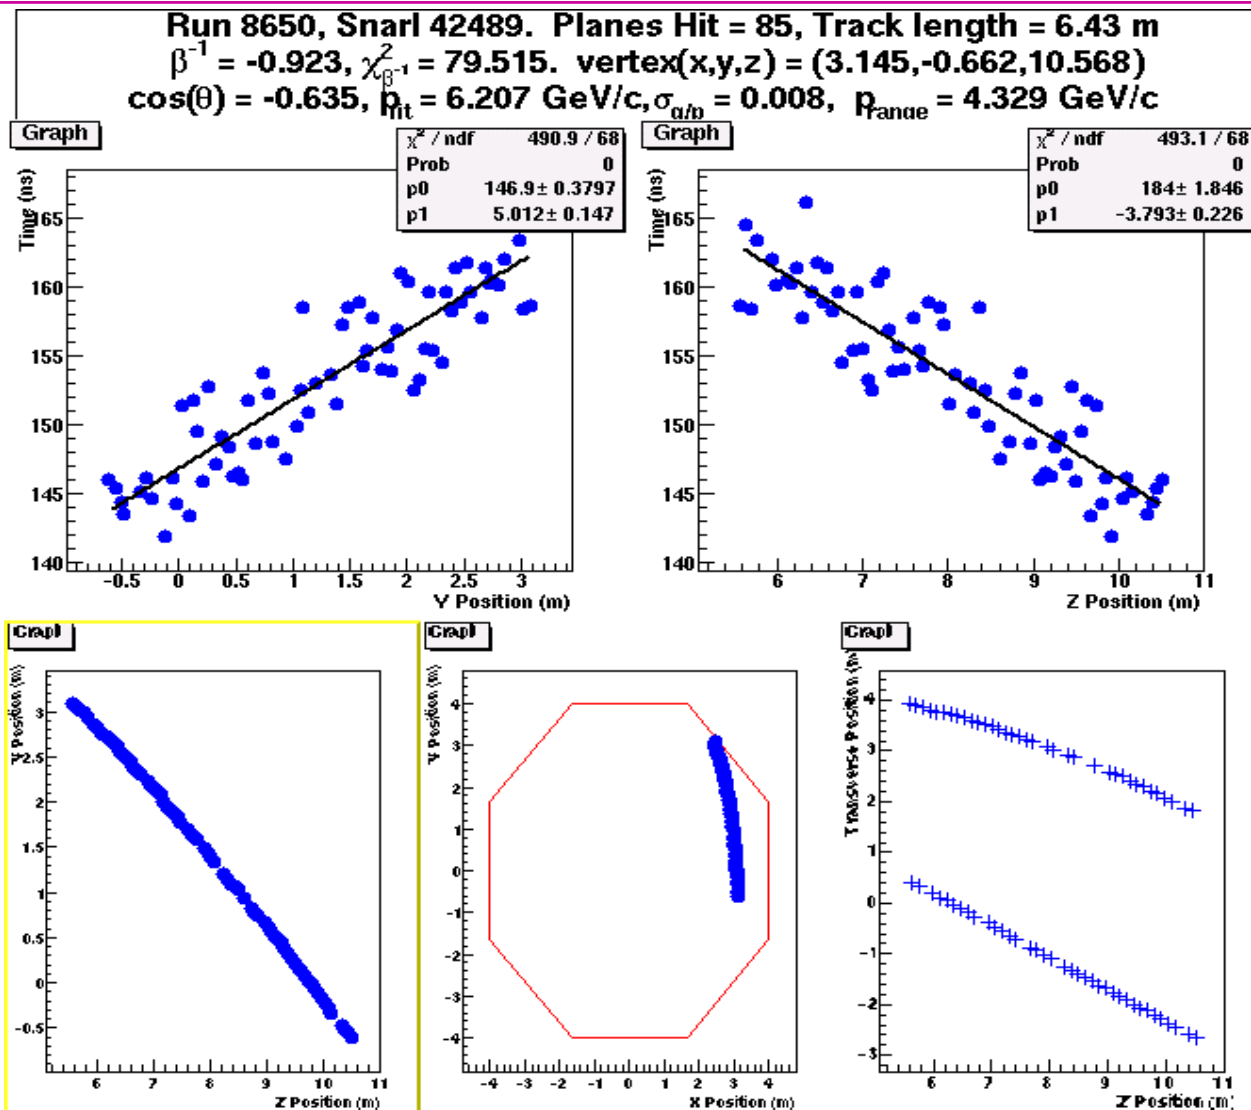 Run 8650, Snarl 42489. Planes Hit = 85, Track length = 6.43 m
β⁻¹ = -0.923, χ²β⁻¹ = 79.515. vertex(x,y,z) = (3.145,-0.662,10.568)
cos(θ) = -0.635, pfit = 6.207 GeV/c, σq/p = 0.008, prange = 4.329 GeV/c
Graph
χ² / ndf 490.9 / 68
Prob 0
p0 146.9± 0.3797
p1 5.012± 0.147
Time (ns)
165
160
155
150
145
140
-0.5 0 0.5 1 1.5 2 2.5 3
Y Position (m)
Graph
χ² / ndf 493.1 / 68
Prob 0
p0 184± 1.846
p1 -3.793± 0.226
Time (ns)
165
160
155
150
145
140
6 7 8 9 10 11
Z Position (m)
Graph
Y Position (m)
3
2.5
2
1.5
1
0.5
0
-0.5
6 7 8 9 10 11
Z Position (m)
Graph
Y Position (m)
4
3
2
1
0
-1
-2
-3
-4
-4 -3 -2 -1 0 1 2 3 4
X Position (m)
Graph
Transverse Position (m)
4
3
2
1
0
-1
-2
-3
6 7 8 9 10 11
Z Position (m)